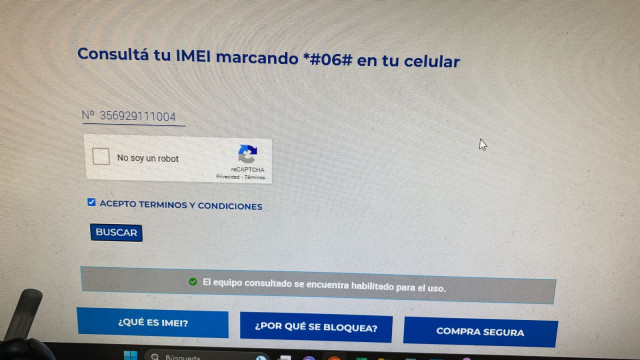 Consultá tu IMEI marcando *#06# en tu celular
Nº 356929111004
No soy un robot
reCAPTCHA
Privacidad - Términos
ACEPTO TERMINOS Y CONDICIONES
BUSCAR
El equipo consultado se encuentra habilitado para el uso.
¿QUÉ ES IMEI?
¿POR QUÉ SE BLOQUEA?
COMPRA SEGURA
Búsqueda